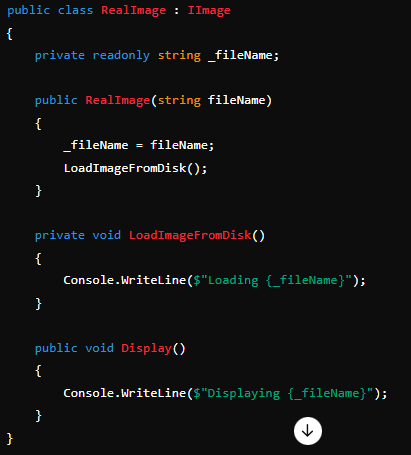 public class RealImage : IImage
{
    private readonly string _fileName;

    public RealImage(string fileName)
    {
        _fileName = fileName;
        LoadImageFromDisk();
    }

    private void LoadImageFromDisk()
    {
        Console.WriteLine($"Loading {_fileName}");
    }

    public void Display()
    {
        Console.WriteLine($"Displaying {_fileName}");
    }
}